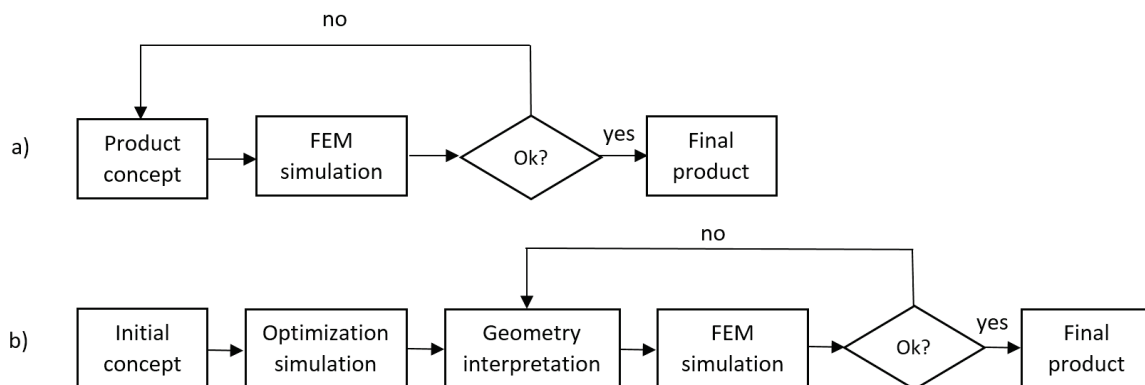 no
a)
Product
concept
FEM
simulation
Ok?
yes
Final
product
no
b)
Initial
concept
Optimization
simulation
Geometry
interpretation
FEM
simulation
Ok?
yes
Final
product